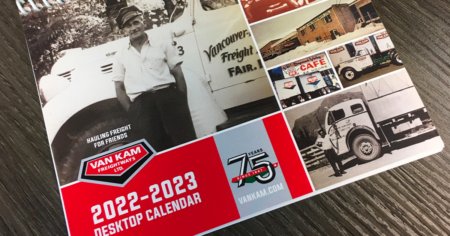 Vancouver-
Freight
FAIR.
CAFE
HAULING FREIGHT
FOR FRIENDS
VAN KAM
FREIGHTWAYS
LTD.
75
YEARS
VANKAM.COM
2022-2023
DESKTOP CALENDAR